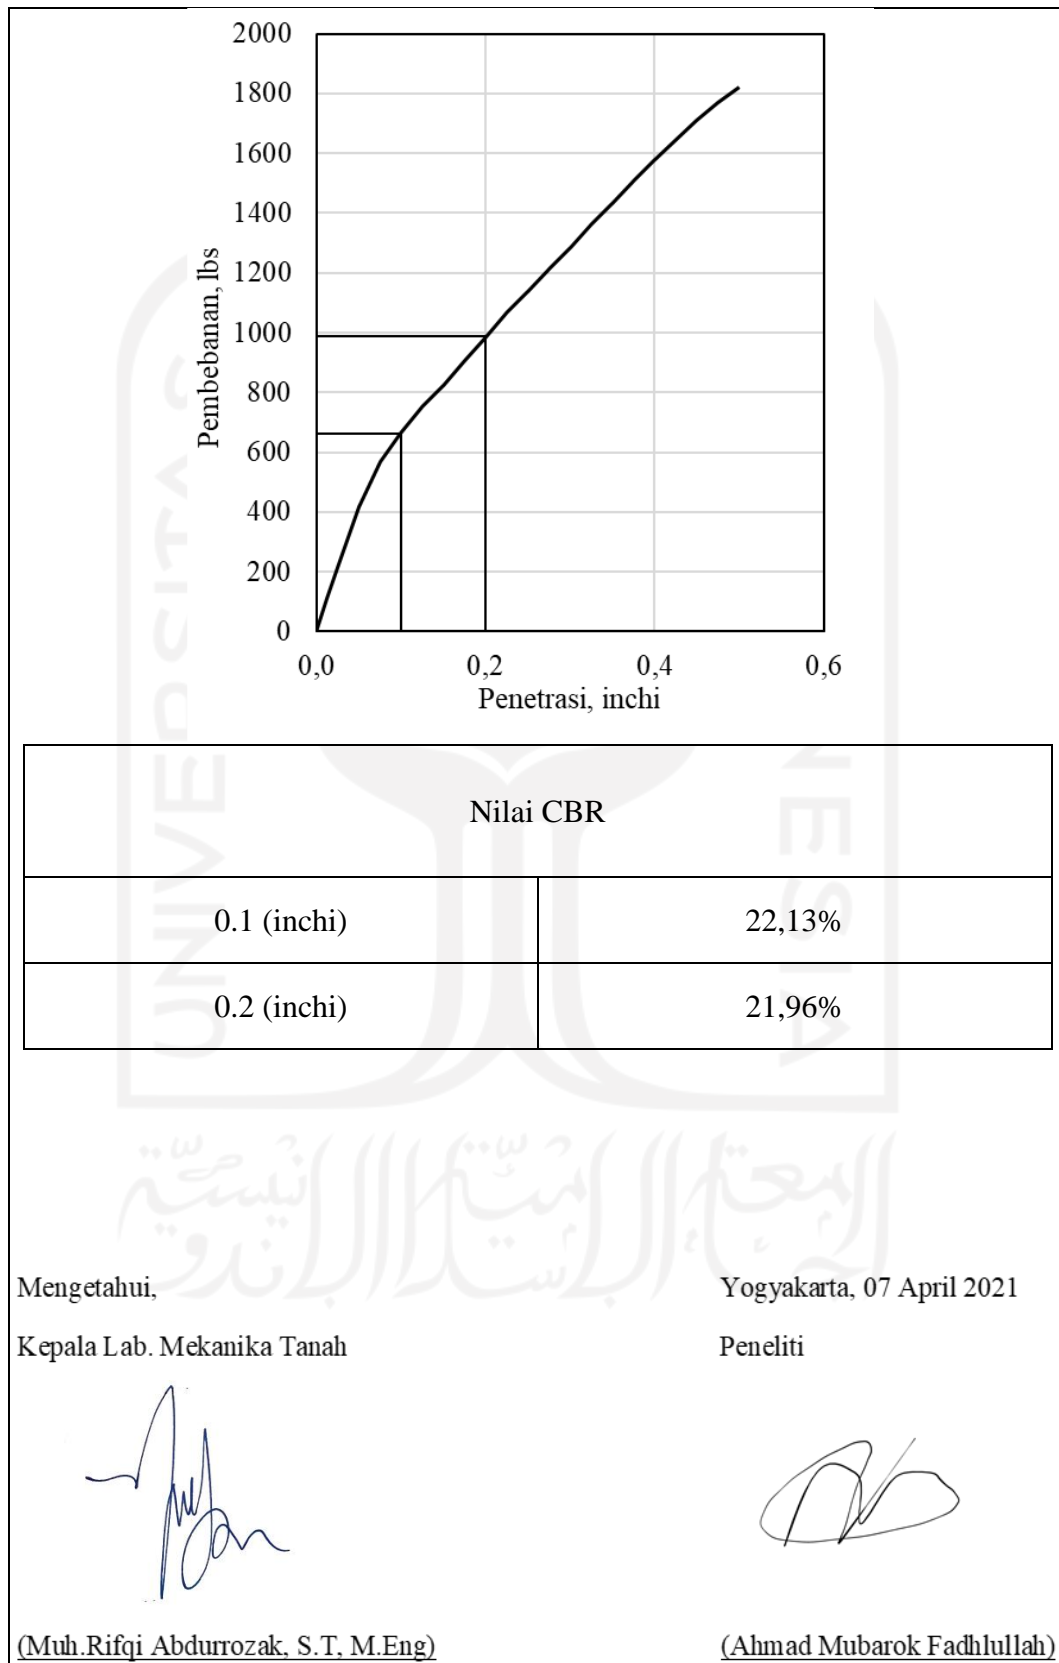 2000
1800
1600
1400
1200
1000
800
600
400
200
0
Pembebanan, lbs
0,0 0,2 0,4 0,6
Penetrasi, inchi
Nilai CBR
0.1 (inchi) 22,13%
0.2 (inchi) 21,96%
Mengetahui, Yogyakarta, 07 April 2021
Kepala Lab. Mekanika Tanah Peneliti
(Muh.Rifqi Abdurrozak, S.T, M.Eng) (Ahmad Mubarok Fadhlullah)